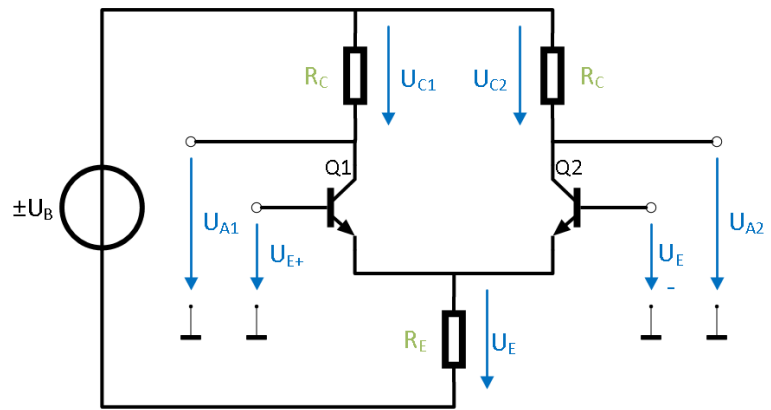 R_C
U_C1
U_C2
R_C
Q1
Q2
±U_B
U_A1
U_E+
U_E
-
U_A2
R_E
U_E